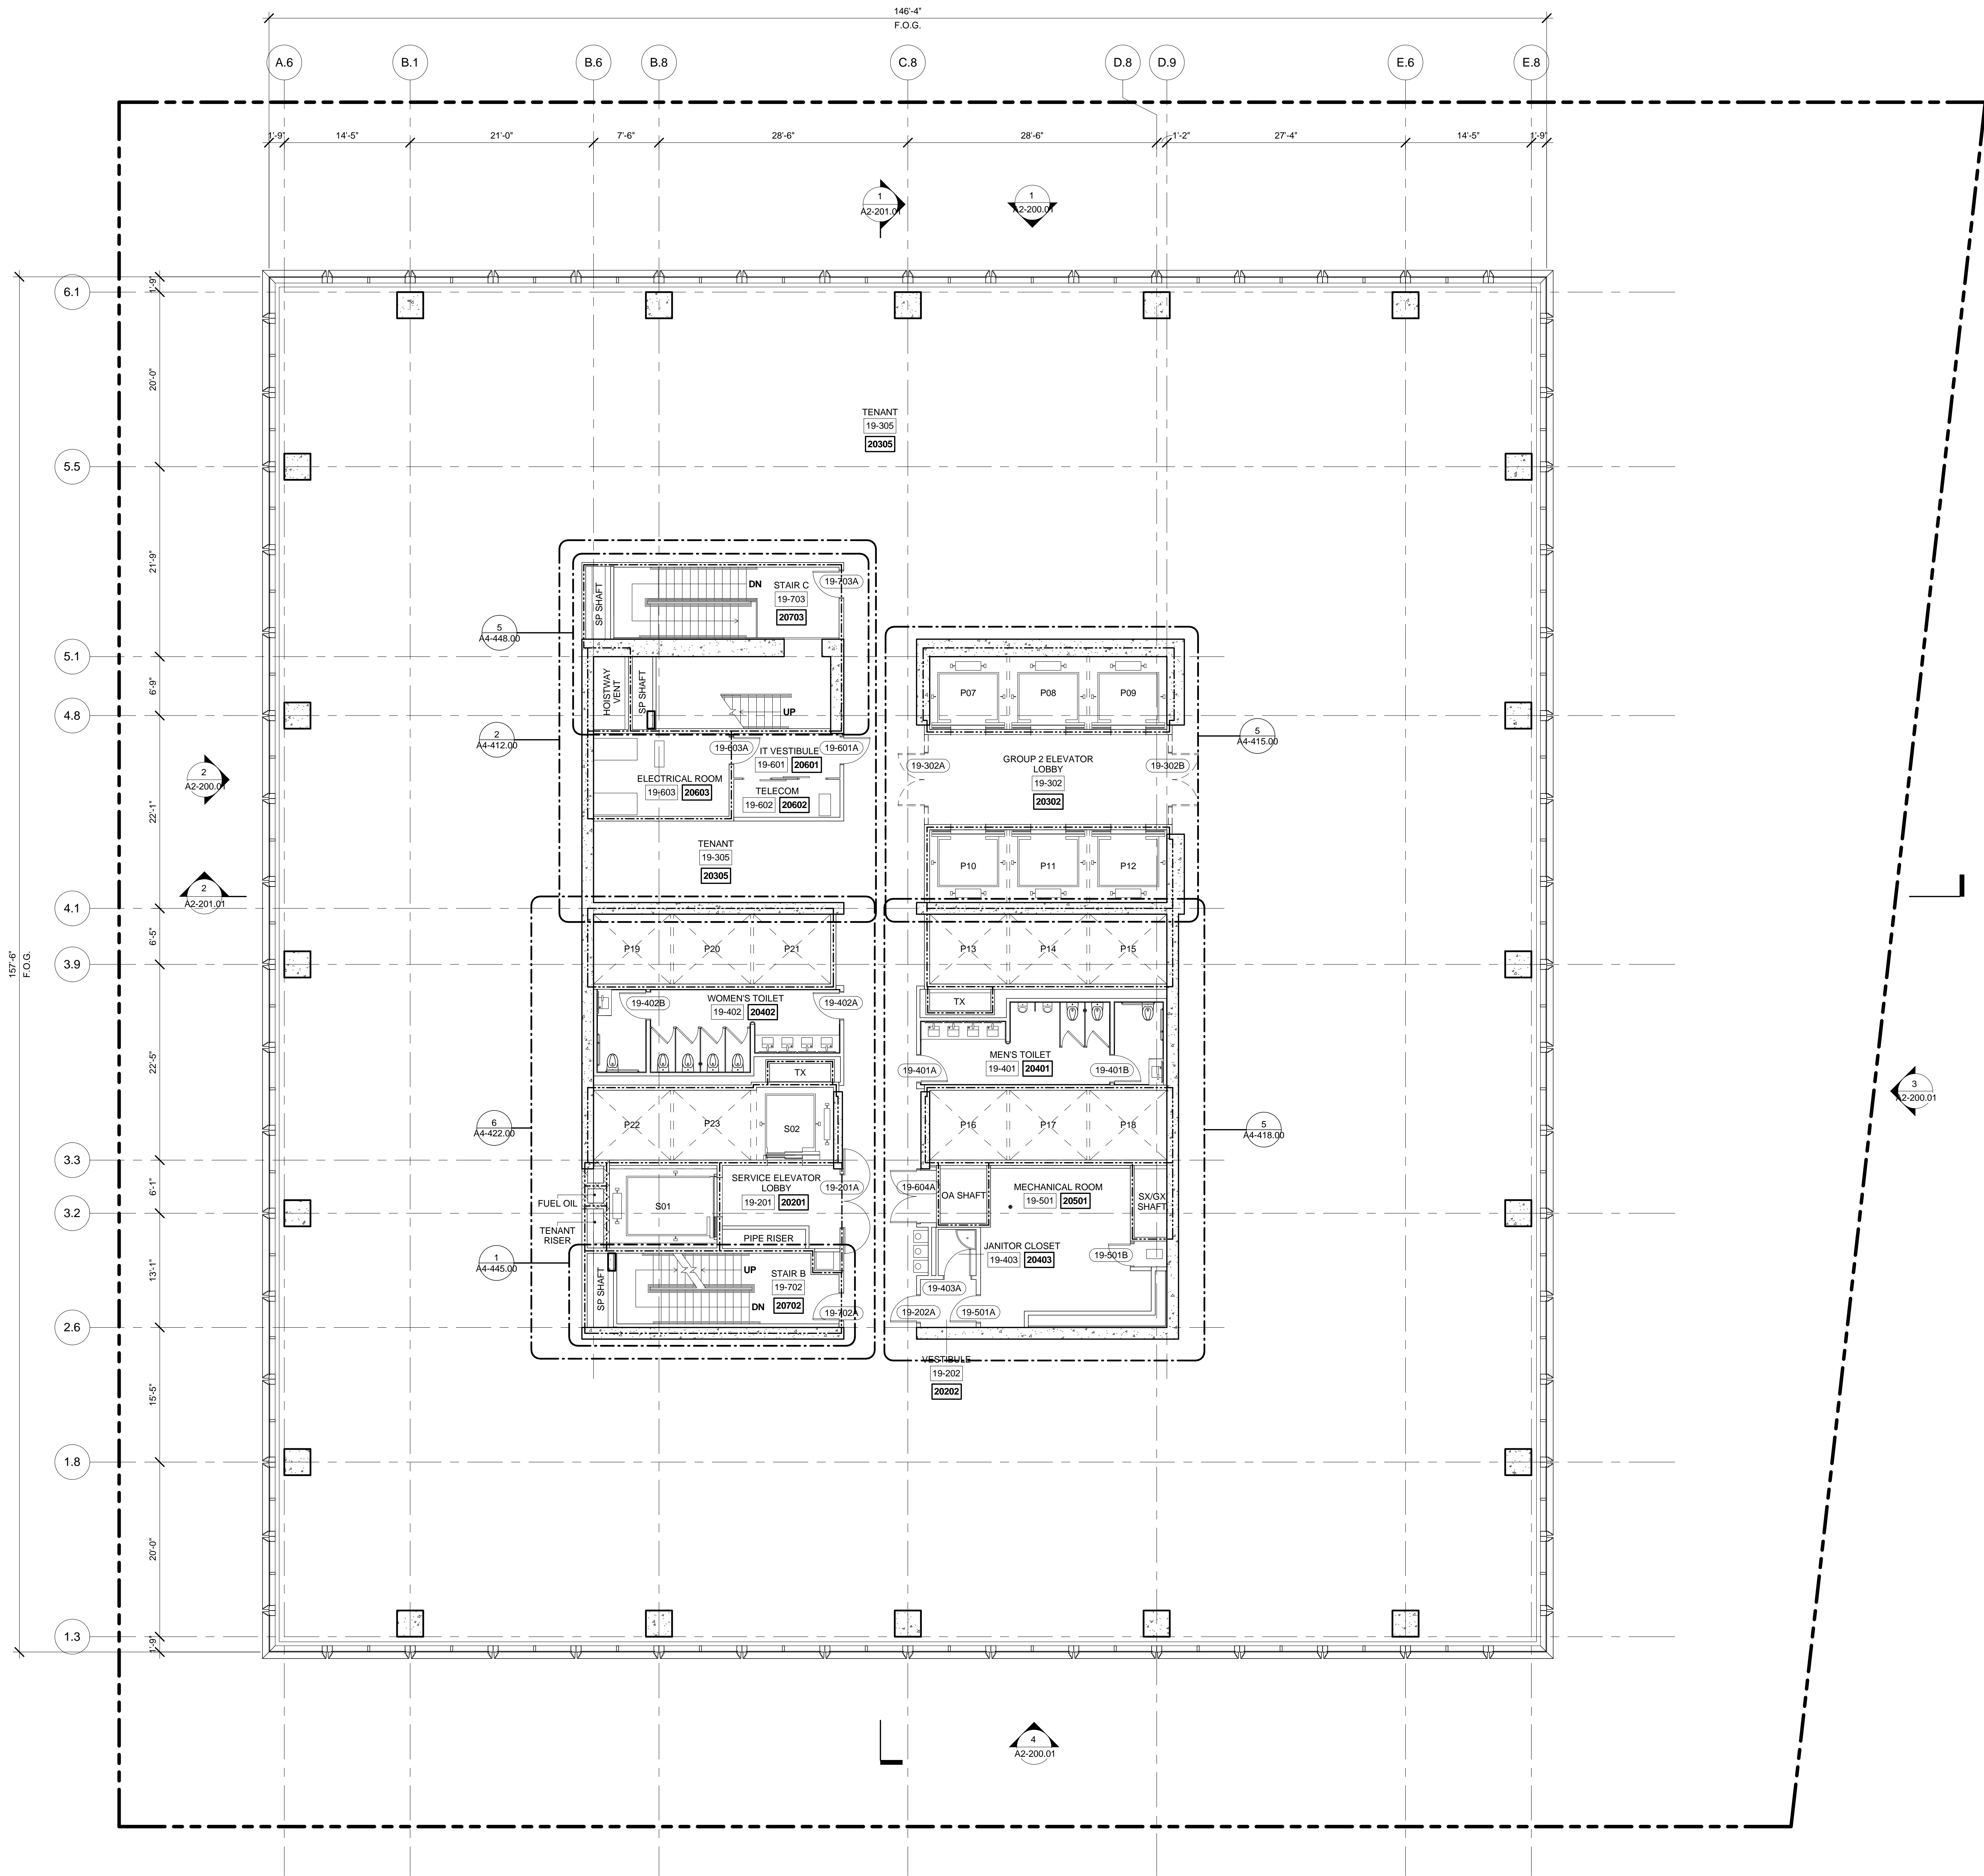 146'-4"
F.O.G.
A.6
B.1
B.6
B.8
C.8
D.8
D.9
E.6
E.8
1'-9"
14'-5"
21'-0"
7'-6"
28'-6"
28'-6"
1'-2"
27'-4"
14'-5"
1'-9"
1
A2-201.01
1
A2-200.01
6.1
1'-9"
20'-0"
5.5
21'-9"
5.1
6'-9"
4.8
22'-1"
4.1
6'-5"
3.9
22'-5"
3.3
6'-1"
3.2
13'-1"
2.6
15'-5"
1.8
20'-0"
1.3
1'-9"
157'-6"
F.O.G.
TENANT
19-305
20305
SP SHAFT
DN
STAIR C
19-703
20703
19-703A
5
A4-448.00
HOISTWAY
VENT
SP SHAFT
UP
2
A4-412.00
19-603A
19-601A
IT VESTIBULE
19-601
20601
ELECTRICAL ROOM
19-603
20603
TELECOM
19-602
20602
TENANT
19-305
20305
P07
P08
P09
5
A4-415.00
19-302A
GROUP 2 ELEVATOR
LOBBY
19-302
20302
19-302B
P10
P11
P12
2
A2-200.01
2
A2-201.01
P19
P20
P21
P13
P14
P15
19-402B
WOMEN'S TOILET
19-402
20402
19-402A
TX
TX
MEN'S TOILET
19-401
20401
19-401A
19-401B
3
A2-200.01
6
A4-422.00
P22
P23
S02
P16
P17
P18
5
A4-418.00
FUEL OIL
TENANT
RISER
S01
SERVICE ELEVATOR
LOBBY
19-201
20201
19-201A
PIPE RISER
19-604A
OA SHAFT
MECHANICAL ROOM
19-501
20501
SX/GX
SHAFT
1
A4-445.00
SP SHAFT
UP
DN
STAIR B
19-702
20702
19-702A
JANITOR CLOSET
19-403
20403
19-501B
19-403A
19-202A
19-501A
VESTIBULE
19-202
20202
4
A2-200.01